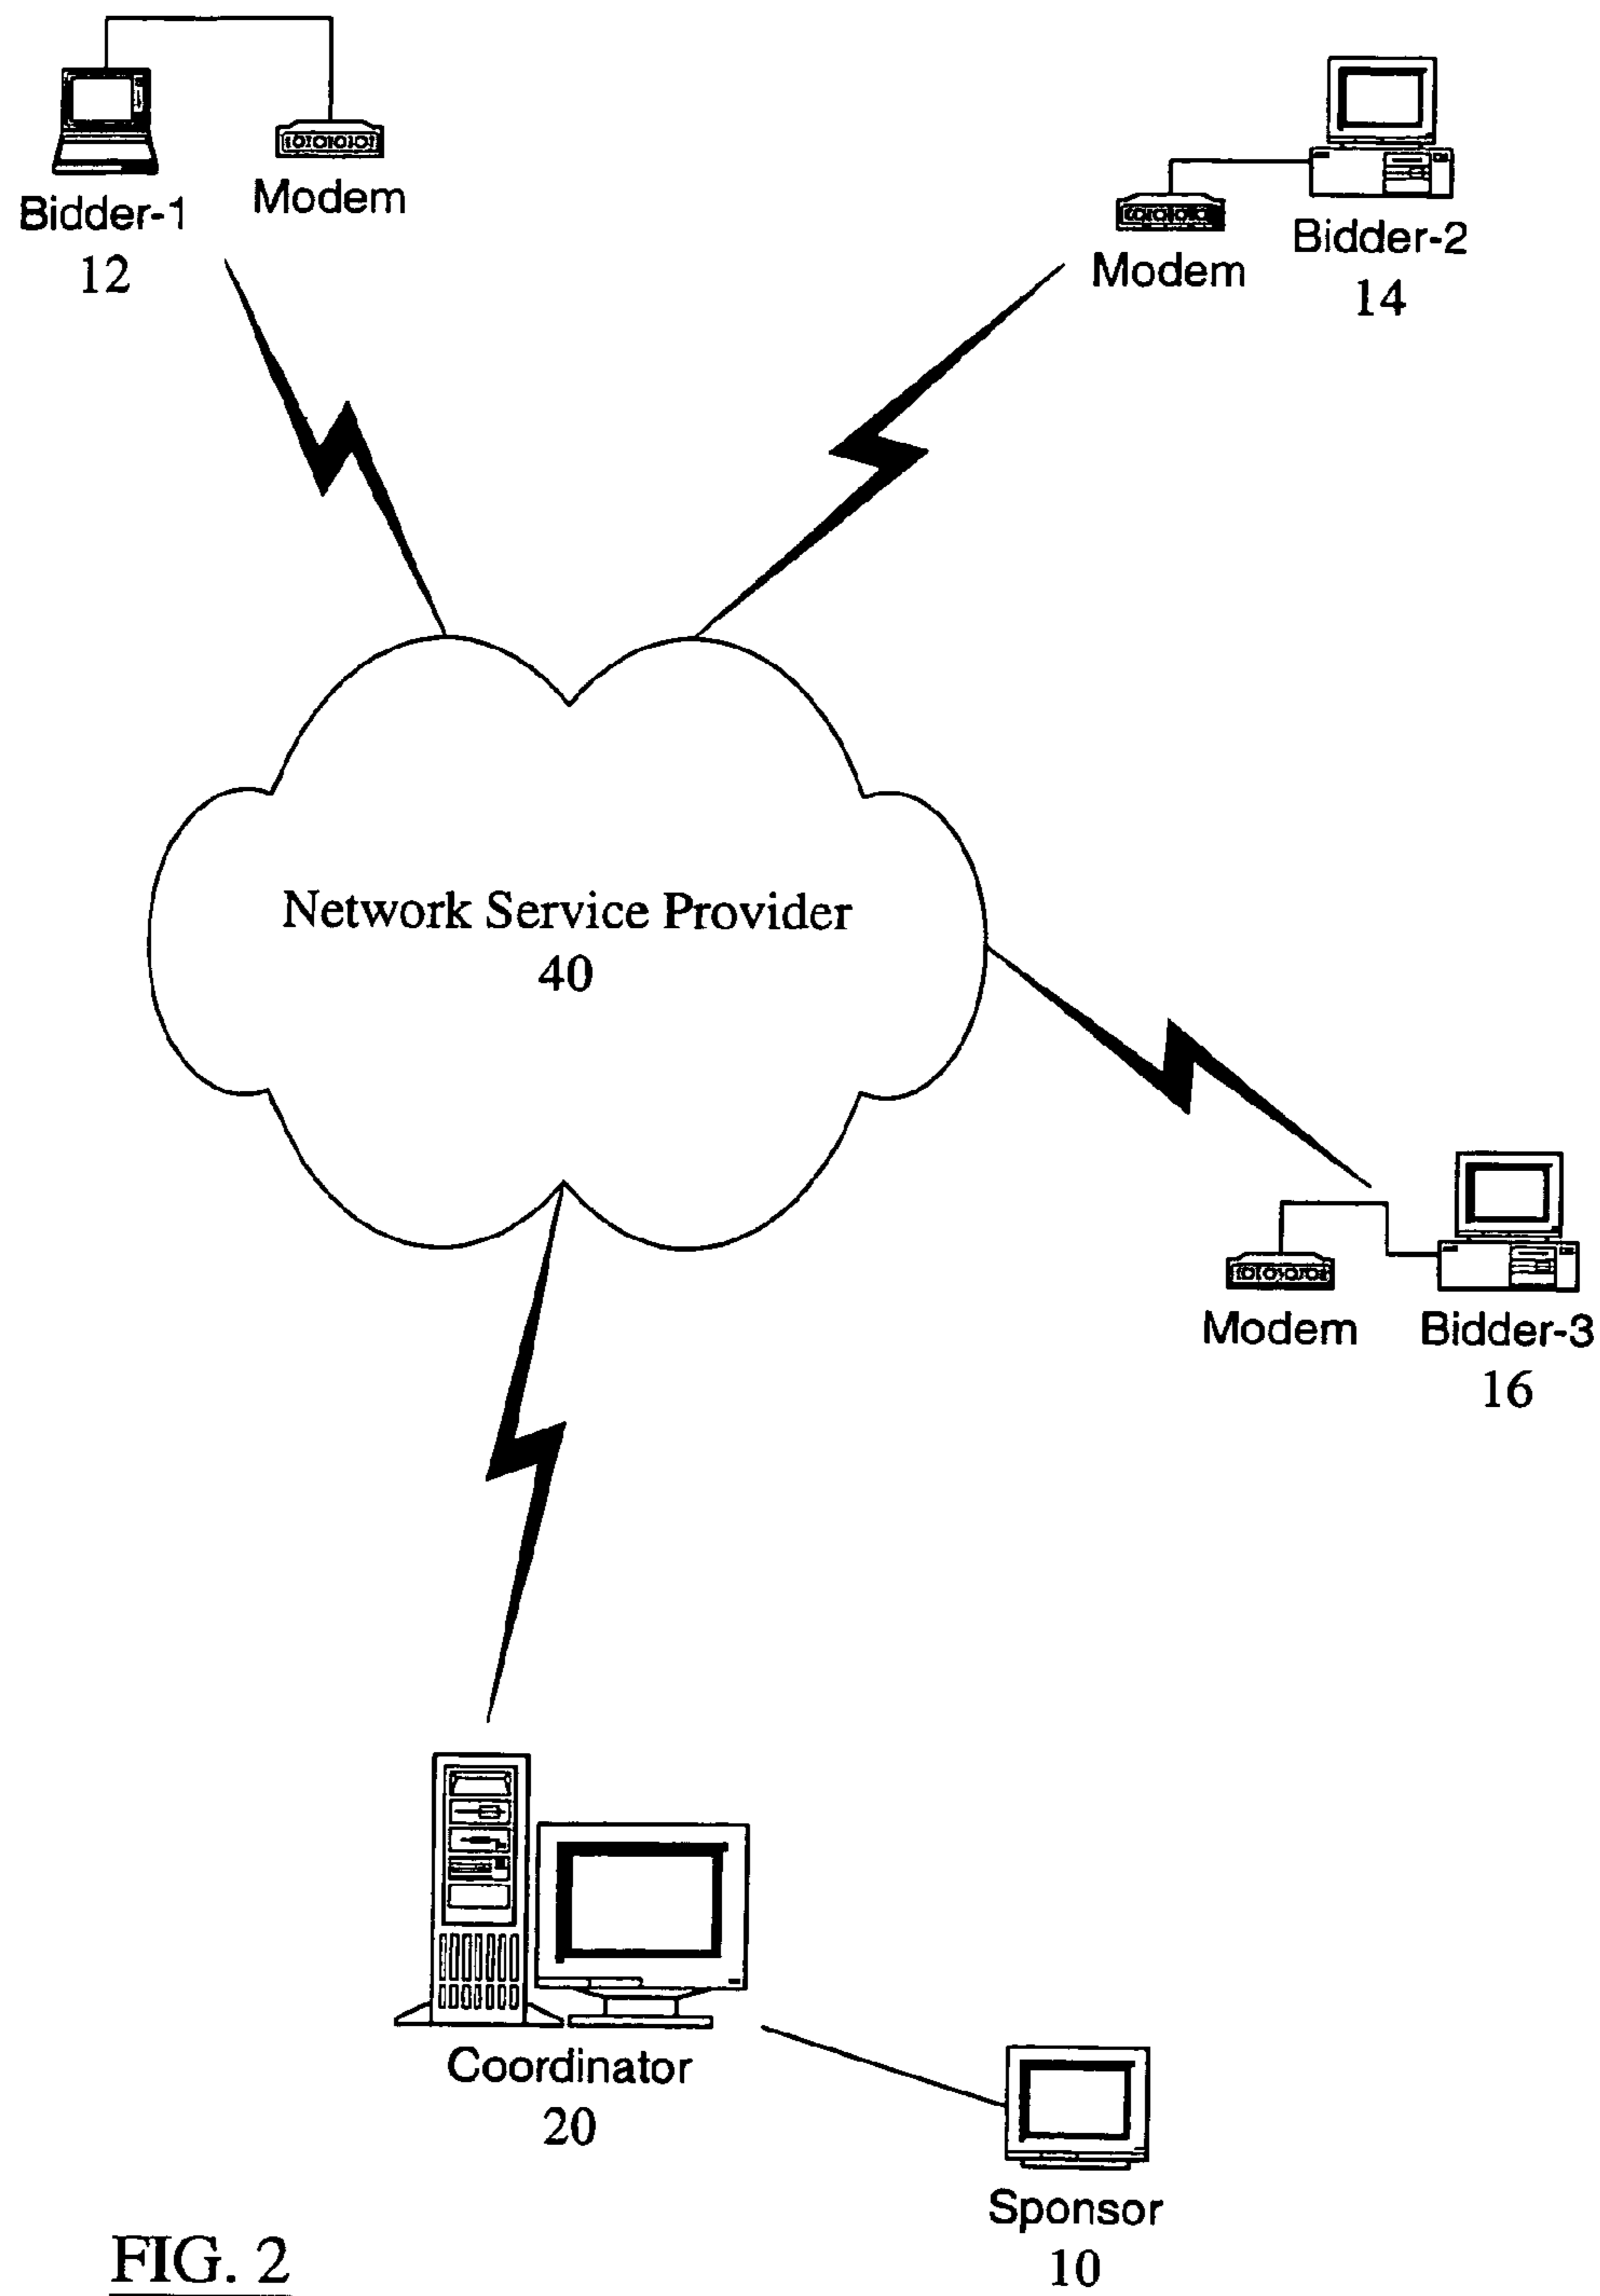 Bidder-1
12
Modem
Modem
Bidder-2
14
Network Service Provider
40
Modem
Bidder-3
16
Coordinator
20
Sponsor
10
FIG. 2